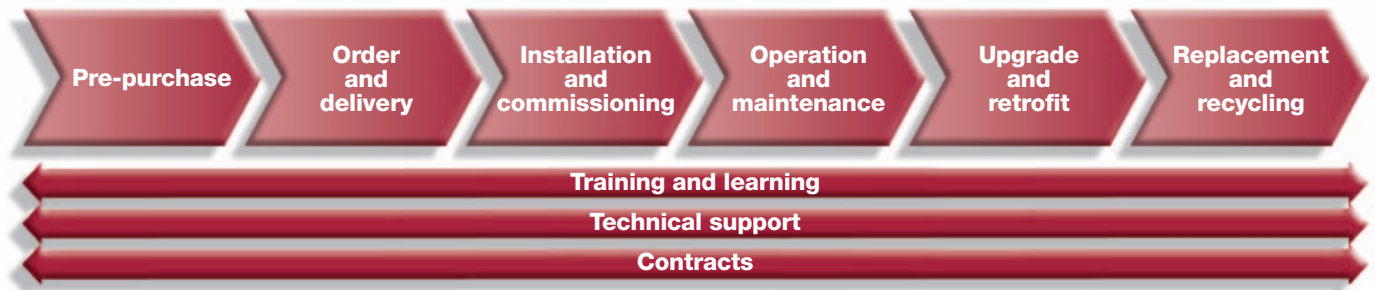 Pre-purchase
Order
and
delivery
Installation
and
commissioning
Operation
and
maintenance
Upgrade
and
retrofit
Replacement
and
recycling
Training and learning
Technical support
Contracts